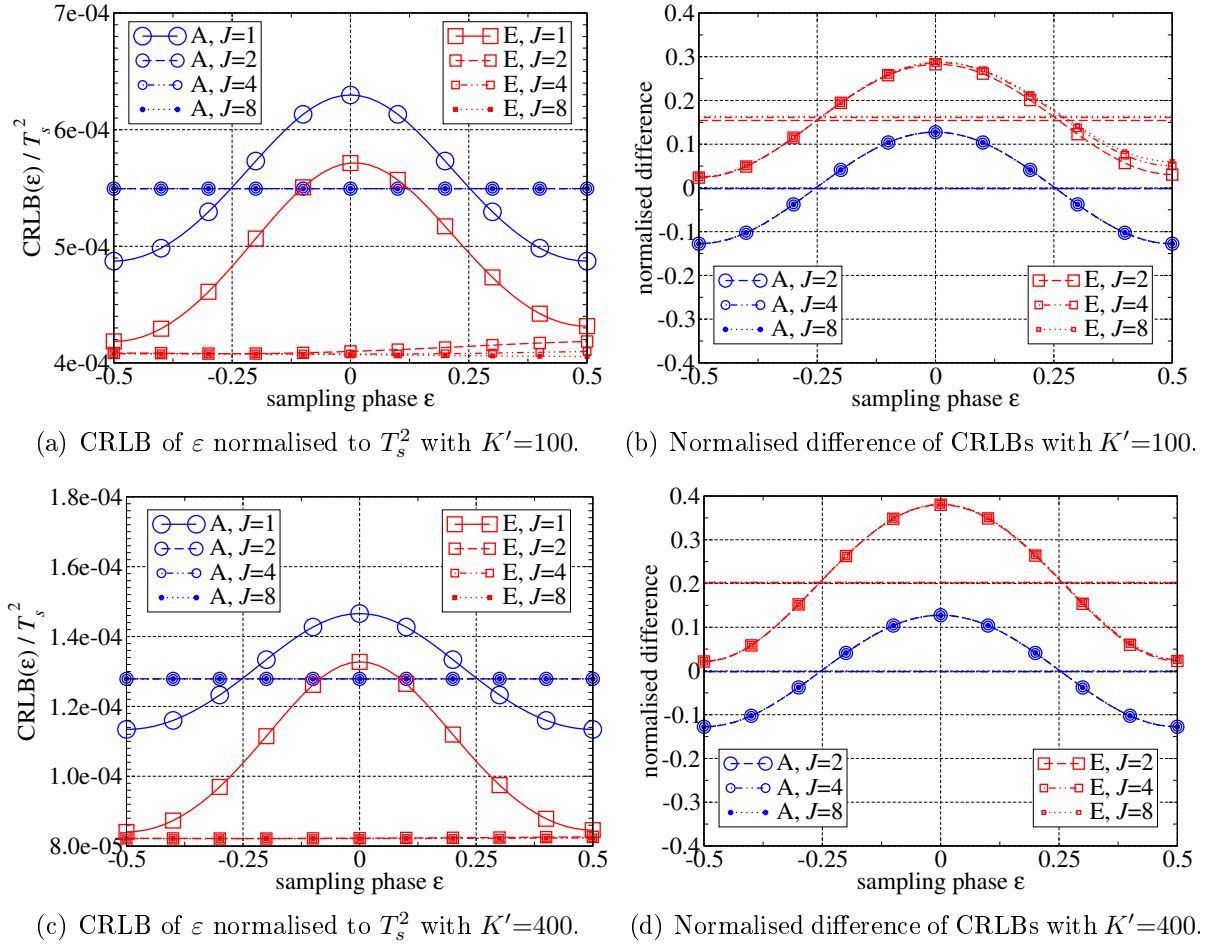 7e-04
6e-04
5e-04
4e-04
CRLB(ε) / T_s^2
A, J=1
A, J=2
A, J=4
A, J=8
E, J=1
E, J=2
E, J=4
E, J=8
-0.5 -0.25 0 0.25 0.5
sampling phase ε
(a) CRLB of ε normalised to T_s^2 with K′=100.
0.4
0.3
0.2
0.1
0
-0.1
-0.2
-0.3
-0.4
normalised difference
A, J=2
A, J=4
A, J=8
E, J=2
E, J=4
E, J=8
-0.5 -0.25 0 0.25 0.5
sampling phase ε
(b) Normalised difference of CRLBs with K′=100.
1.8e-04
1.6e-04
1.4e-04
1.2e-04
1.0e-04
8.0e-05
CRLB(ε) / T_s^2
A, J=1
A, J=2
A, J=4
A, J=8
E, J=1
E, J=2
E, J=4
E, J=8
-0.5 -0.25 0 0.25 0.5
sampling phase ε
(c) CRLB of ε normalised to T_s^2 with K′=400.
0.4
0.3
0.2
0.1
0
-0.1
-0.2
-0.3
-0.4
normalised difference
A, J=2
A, J=4
A, J=8
E, J=2
E, J=4
E, J=8
-0.5 -0.25 0 0.25 0.5
sampling phase ε
(d) Normalised difference of CRLBs with K′=400.